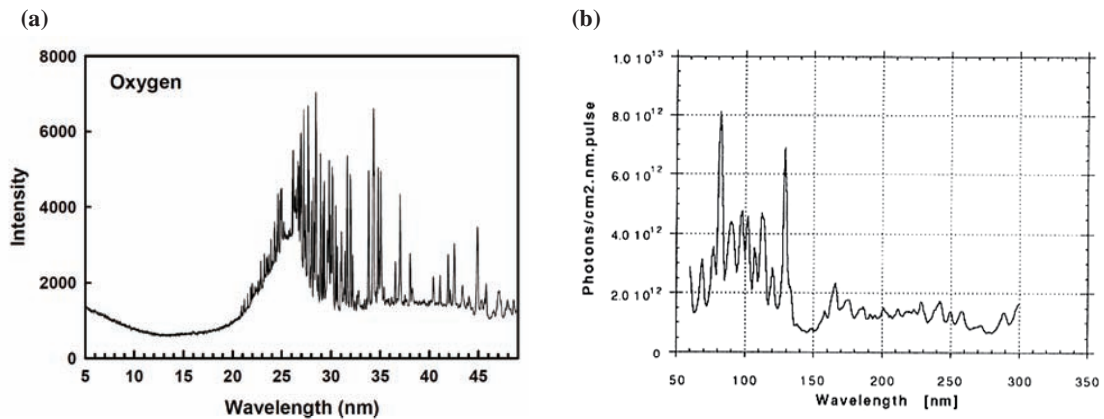 (a)
(b)
8000
6000
4000
2000
0
Oxygen
Intensity
5 10 15 20 25 30 35 40 45
Wavelength (nm)
1.0 10^13
8.0 10^12
6.0 10^12
4.0 10^12
2.0 10^12
0
Photons/cm2.nm.pulse
50 100 150 200 250 300 350
Wavelength [nm]